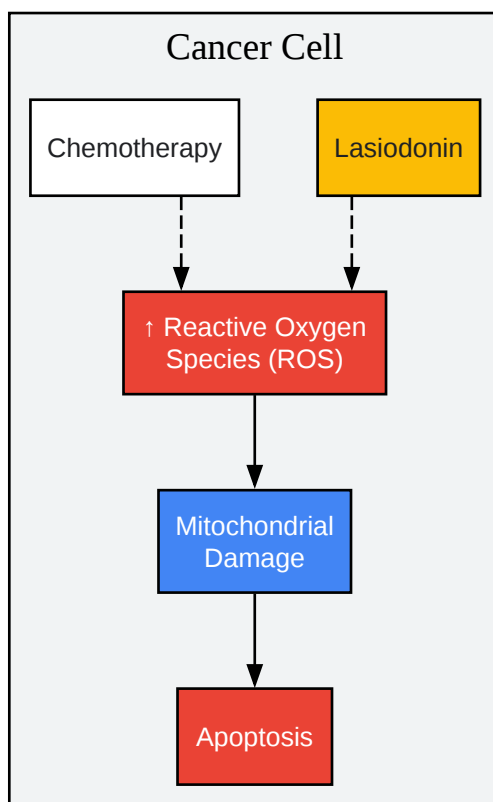 Cancer Cell
Chemotherapy
Lasiodonin
↑ Reactive Oxygen
Species (ROS)
Mitochondrial
Damage
Apoptosis